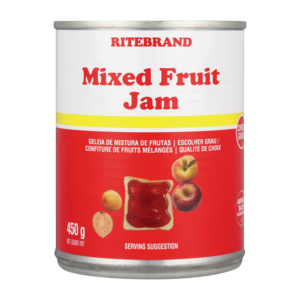 RITEBRAND
Mixed Fruit
Jam
GELEIA DE MISTURA DE FRUTAS | ESCOLHER GRAU /
CONFITURE DE FRUITS MELANGÉS | QUALITÉ DE CHOIX
450 g
SERVING SUGGESTION